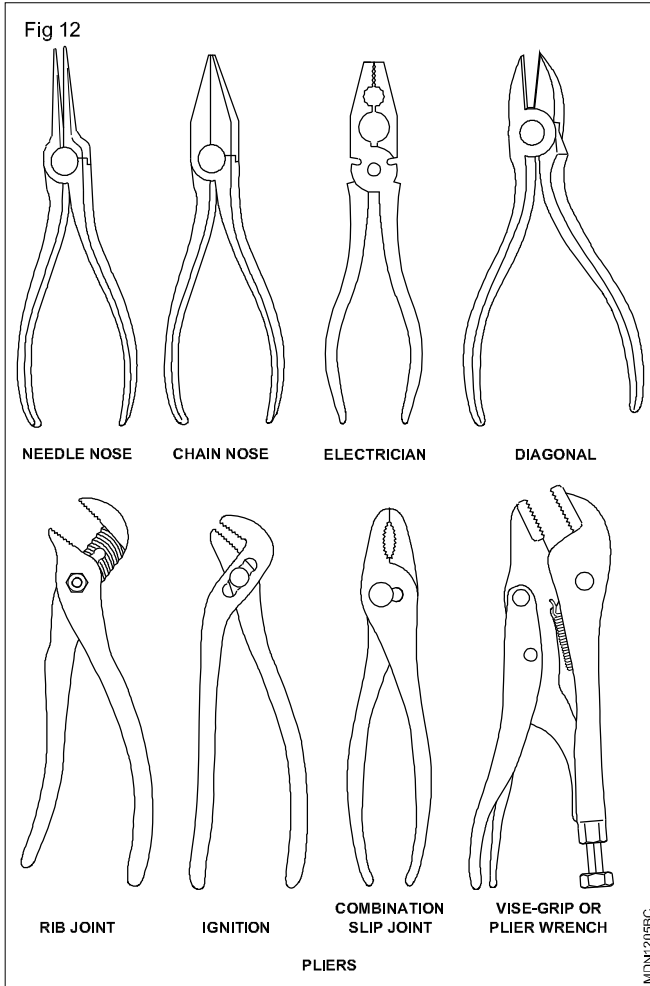 Fig 12
NEEDLE NOSE
CHAIN NOSE
ELECTRICIAN
DIAGONAL
RIB JOINT
IGNITION
COMBINATION
SLIP JOINT
VISE-GRIP OR
PLIER WRENCH
PLIERS
MDN1205BC